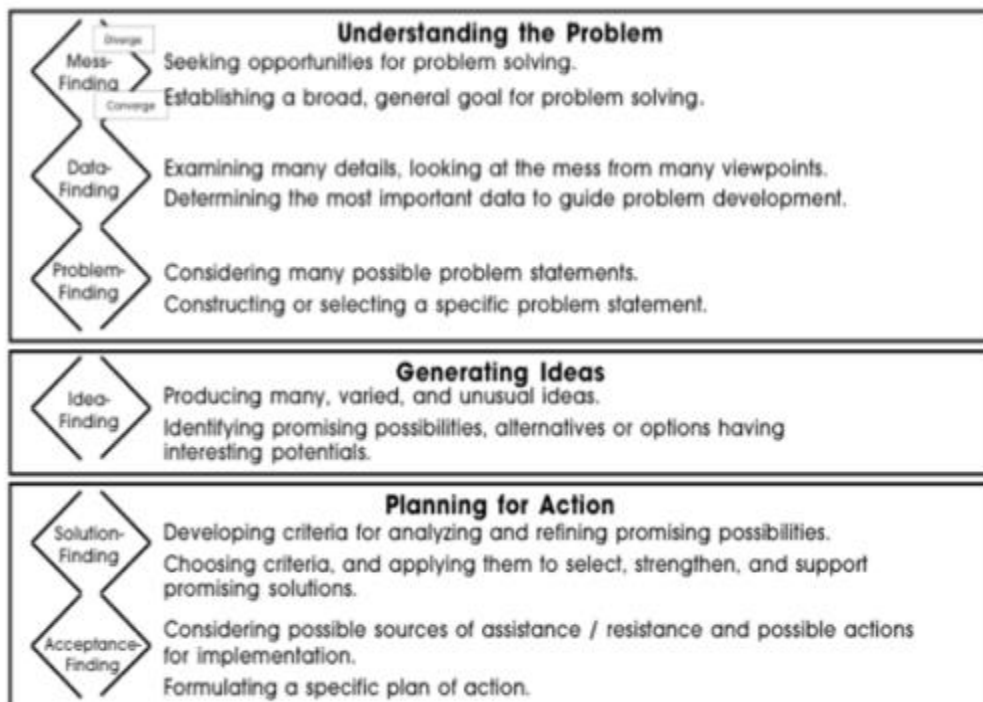 Understanding the Problem
Diverge
Mess-
Finding
Converge
Seeking opportunities for problem solving.
Establishing a broad, general goal for problem solving.
Data-
Finding
Examining many details, looking at the mess from many viewpoints.
Determining the most important data to guide problem development.
Problem-
Finding
Considering many possible problem statements.
Constructing or selecting a specific problem statement.
Generating Ideas
Idea-
Finding
Producing many, varied, and unusual ideas.
Identifying promising possibilities, alternatives or options having
interesting potentials.
Planning for Action
Solution-
Finding
Developing criteria for analyzing and refining promising possibilities.
Choosing criteria, and applying them to select, strengthen, and support
promising solutions.
Acceptance-
Finding
Considering possible sources of assistance / resistance and possible actions
for implementation.
Formulating a specific plan of action.